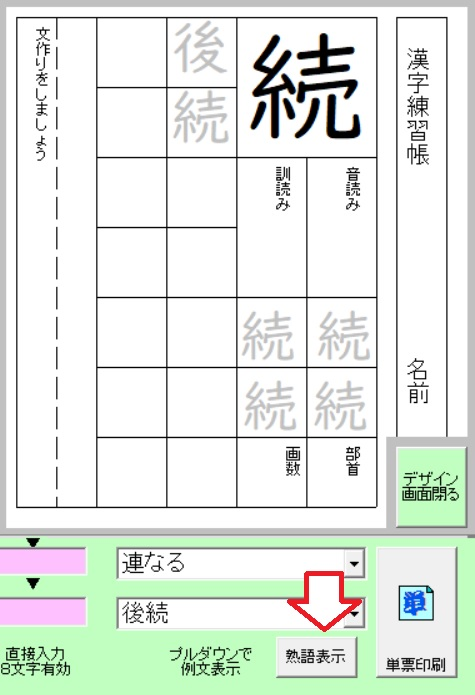 漢字練習帳
名前
続
音読み
訓読み
続
続
続
続
部首
画数
後
続
文作りをしましょう
デザイン
画面閉る
連なる
後続
直接入力
8文字有効
プルダウンで
例文表示
熟語表示
単
単票印刷